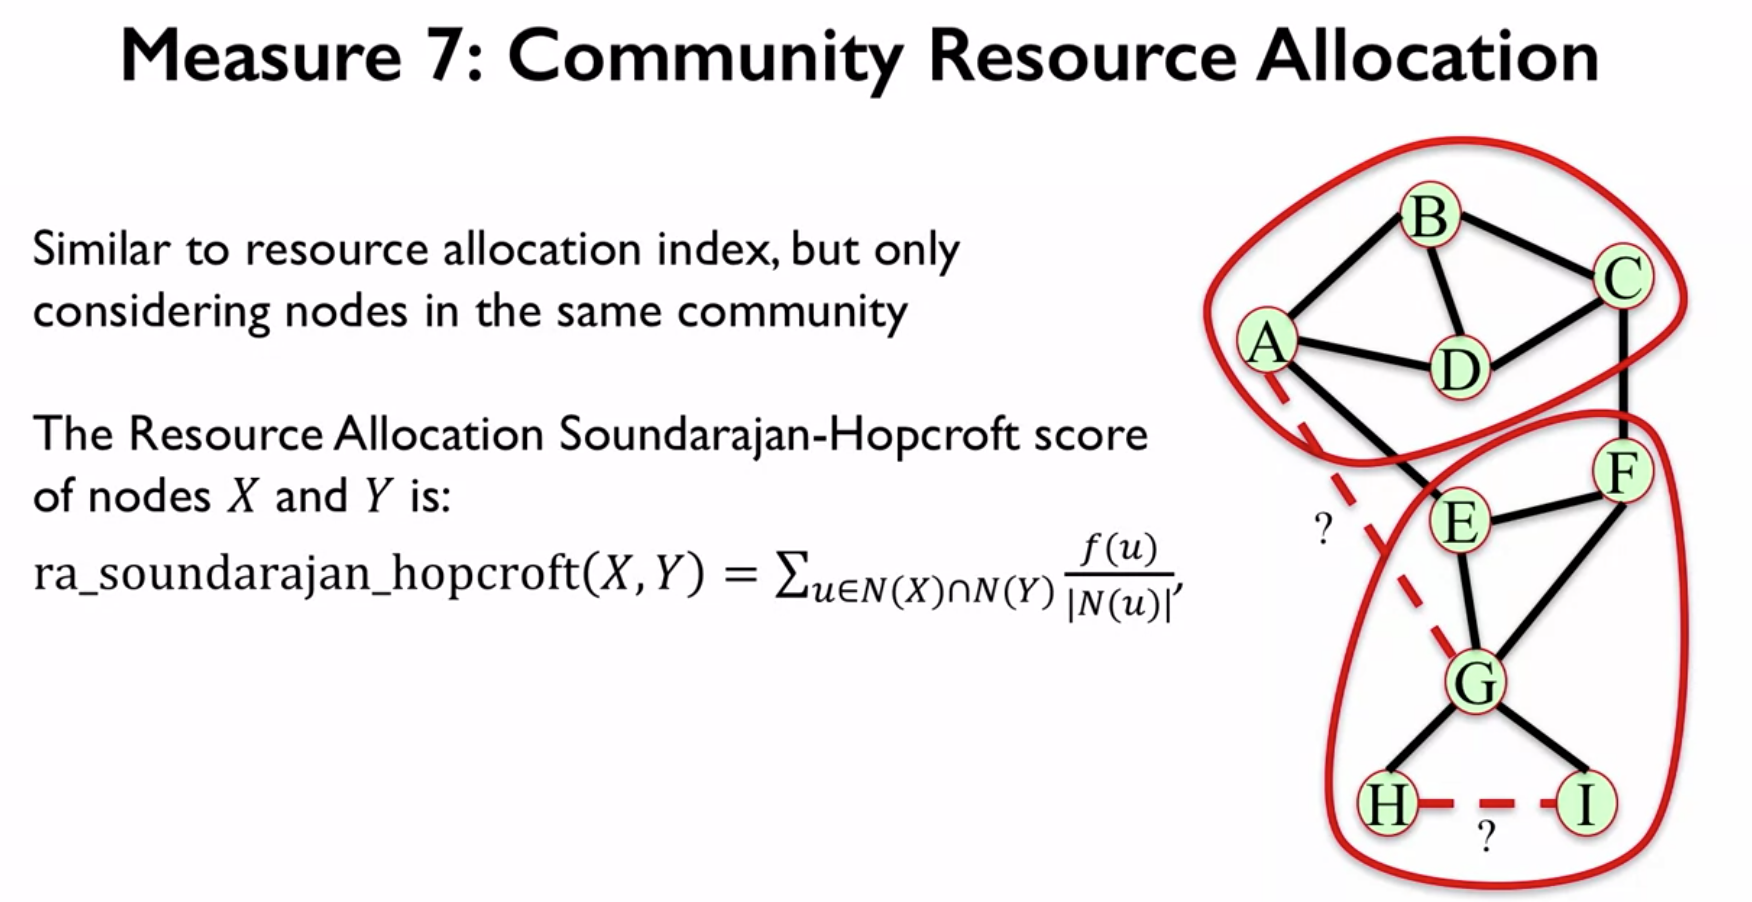 Measure 7: Community Resource Allocation
Similar to resource allocation index, but only
considering nodes in the same community
The Resource Allocation Soundarajan-Hopcroft score
of nodes X and Y is:
ra_soundarajan_hopcroft(X, Y) = ∑u∈N(X)∩N(Y) f(u)/|N(u)|,
B
C
A
D
F
E
?
G
H
I
?